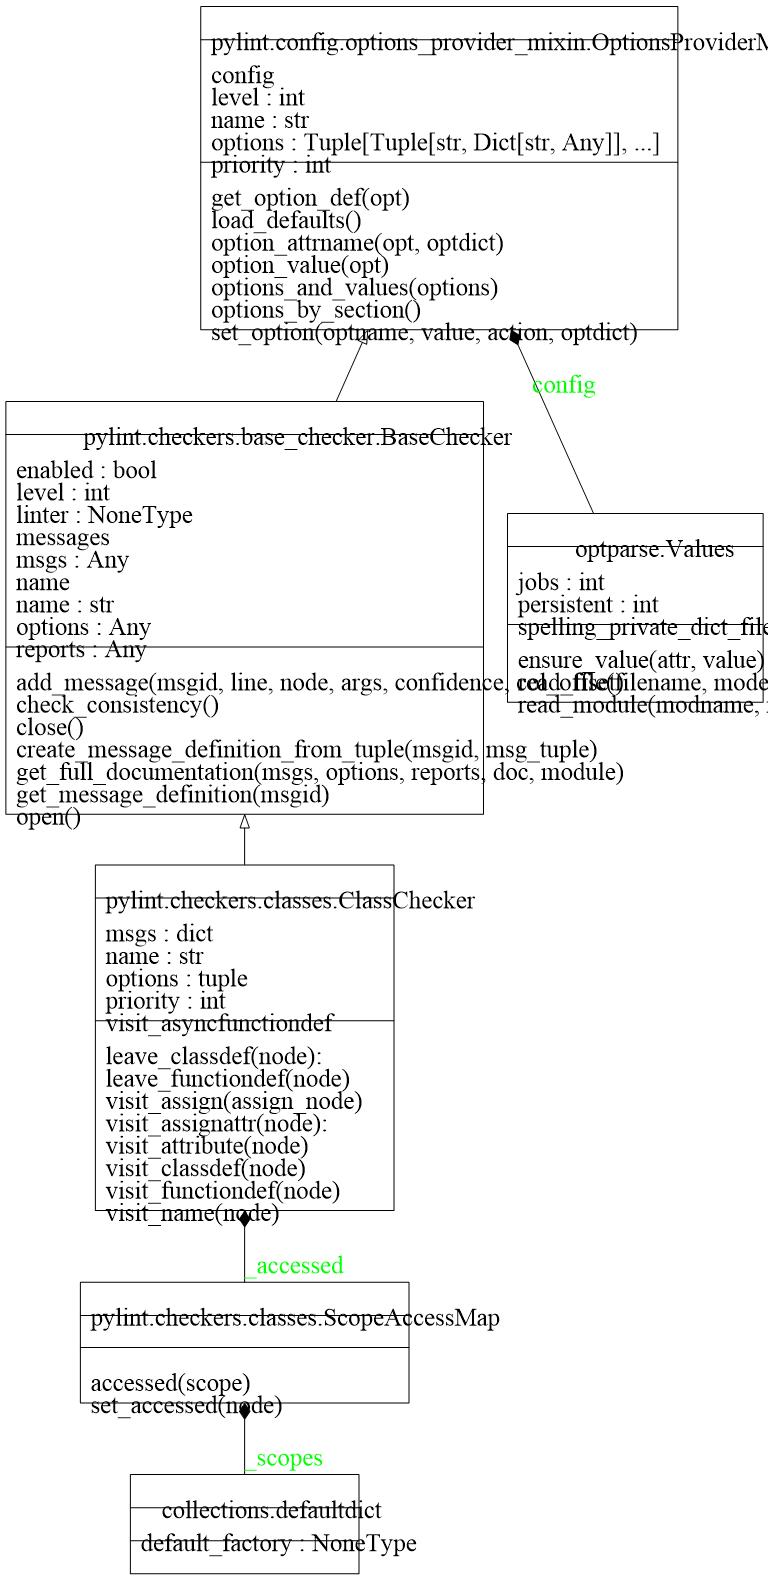 pylint.config.options_provider_mixin.OptionsProviderM
config
level : int
name : str
options : Tuple[Tuple[str, Dict[str, Any]], ...]
priority : int
get_option_def(opt)
load_defaults()
option_attrname(opt, optdict)
option_value(opt)
options_and_values(options)
options_by_section()
set_option(optname, value, action, optdict)
config
pylint.checkers.base_checker.BaseChecker
enabled : bool
level : int
linter : NoneType
messages
msgs : Any
name
name : str
options : Any
reports : Any
add_message(msgid, line, node, args, confidence, col_offset)
check_consistency()
close()
create_message_definition_from_tuple(msgid, msg_tuple)
get_full_documentation(msgs, options, reports, doc, module)
get_message_definition(msgid)
open()
optparse.Values
jobs : int
persistent : int
spelling_private_dict_file
ensure_value(attr, value)
read_file(filename, mode
read_module(modname,
pylint.checkers.classes.ClassChecker
msgs : dict
name : str
options : tuple
priority : int
visit_asyncfunctiondef
leave_classdef(node):
leave_functiondef(node)
visit_assign(assign_node)
visit_assignattr(node):
visit_attribute(node)
visit_classdef(node)
visit_functiondef(node)
visit_name(node)
_accessed
pylint.checkers.classes.ScopeAccessMap
accessed(scope)
set_accessed(node)
_scopes
collections.defaultdict
default_factory : NoneType